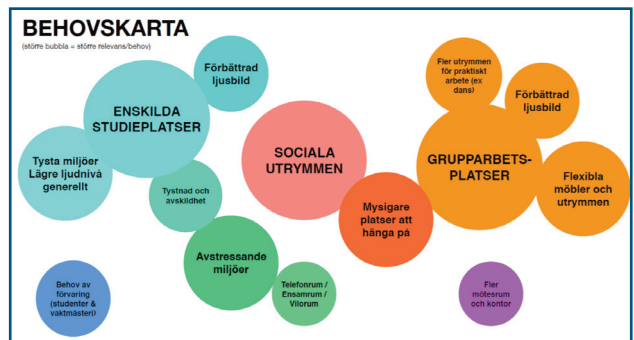 BEHOVSKARTA
(större bubbla = större relevans/behov)
Förbättrad
ljusbild
ENSKILDA
STUDIEPLATSER
Tysta miljöer
Lägre ljudnivå
generellt
Tystnad och
avskildhet
Avstressande
miljöer
Behov av
förvaring
(studenter &
vaktmästeri)
Telefonrum /
Ensamrum /
Vilorum
SOCIALA
UTRYMMEN
Mysigare
platser att
hänga på
Fler utrymmen
för praktiskt
arbete (ex
dans)
Förbättrad
ljusbild
GRUPPARBETS-
PLATSER
Flexibla
möbler och
utrymmen
Fler
mötesrum
och kontor